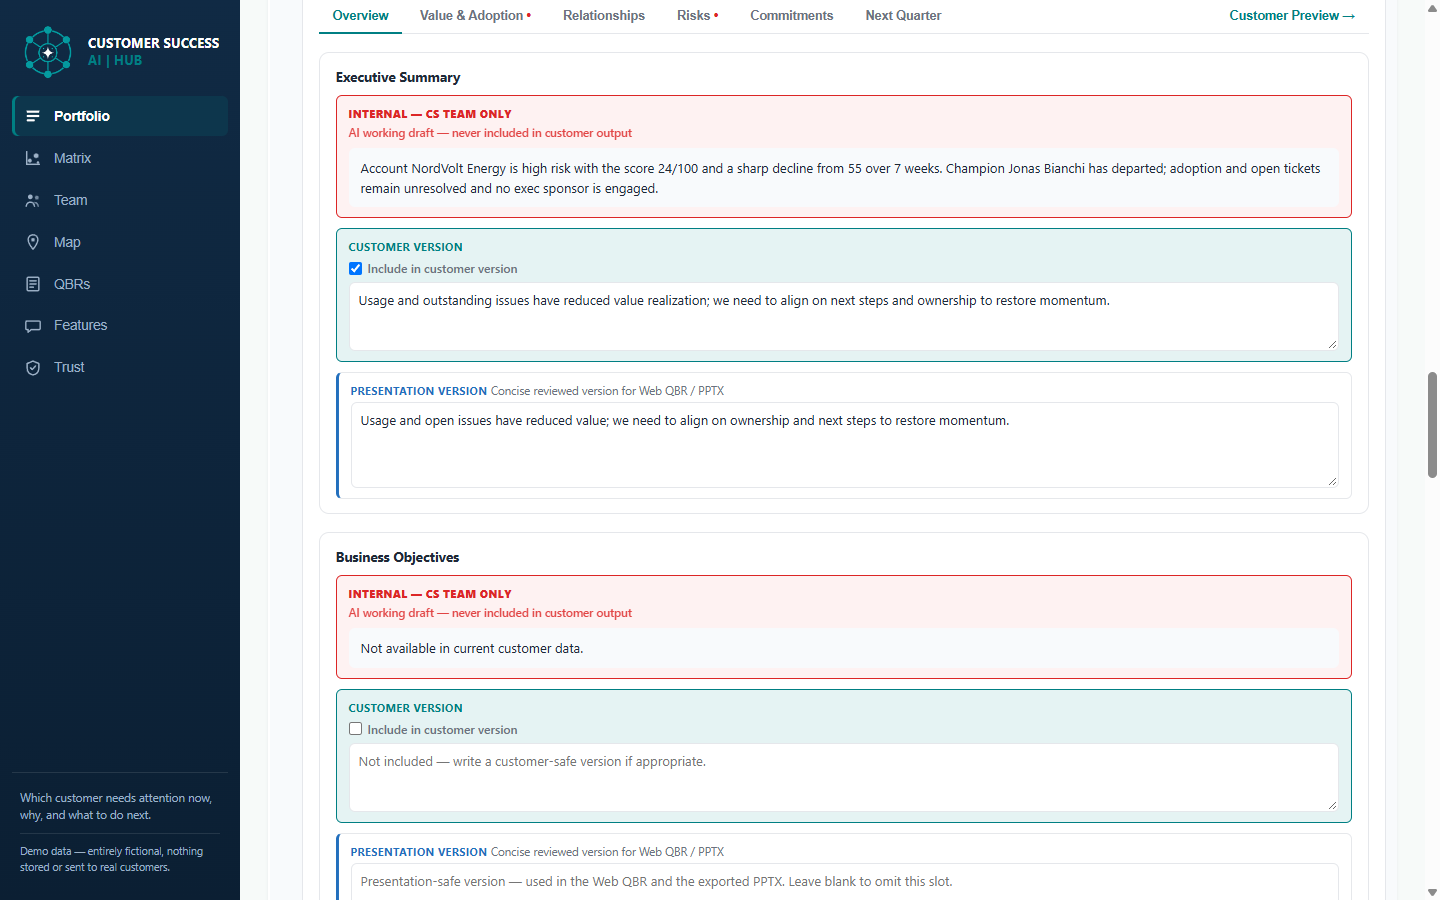 CUSTOMER SUCCESS
AI | HUB
Portfolio
Matrix
Team
Map
QBRs
Features
Trust
Which customer needs attention now,
why, and what to do next.
Demo data — entirely fictional, nothing
stored or sent to real customers.
Overview
Value & Adoption •
Relationships
Risks •
Commitments
Next Quarter
Customer Preview →
Executive Summary
INTERNAL — CS TEAM ONLY
AI working draft — never included in customer output
Account NordVolt Energy is high risk with the score 24/100 and a sharp decline from 55 over 7 weeks. Champion Jonas Bianchi has departed; adoption and open tickets
remain unresolved and no exec sponsor is engaged.
CUSTOMER VERSION
Include in customer version
Usage and outstanding issues have reduced value realization; we need to align on next steps and ownership to restore momentum.
PRESENTATION VERSION Concise reviewed version for Web QBR / PPTX
Usage and open issues have reduced value; we need to align on ownership and next steps to restore momentum.
Business Objectives
INTERNAL — CS TEAM ONLY
AI working draft — never included in customer output
Not available in current customer data.
CUSTOMER VERSION
Include in customer version
Not included — write a customer-safe version if appropriate.
PRESENTATION VERSION Concise reviewed version for Web QBR / PPTX
Presentation-safe version — used in the Web QBR and the exported PPTX. Leave blank to omit this slot.